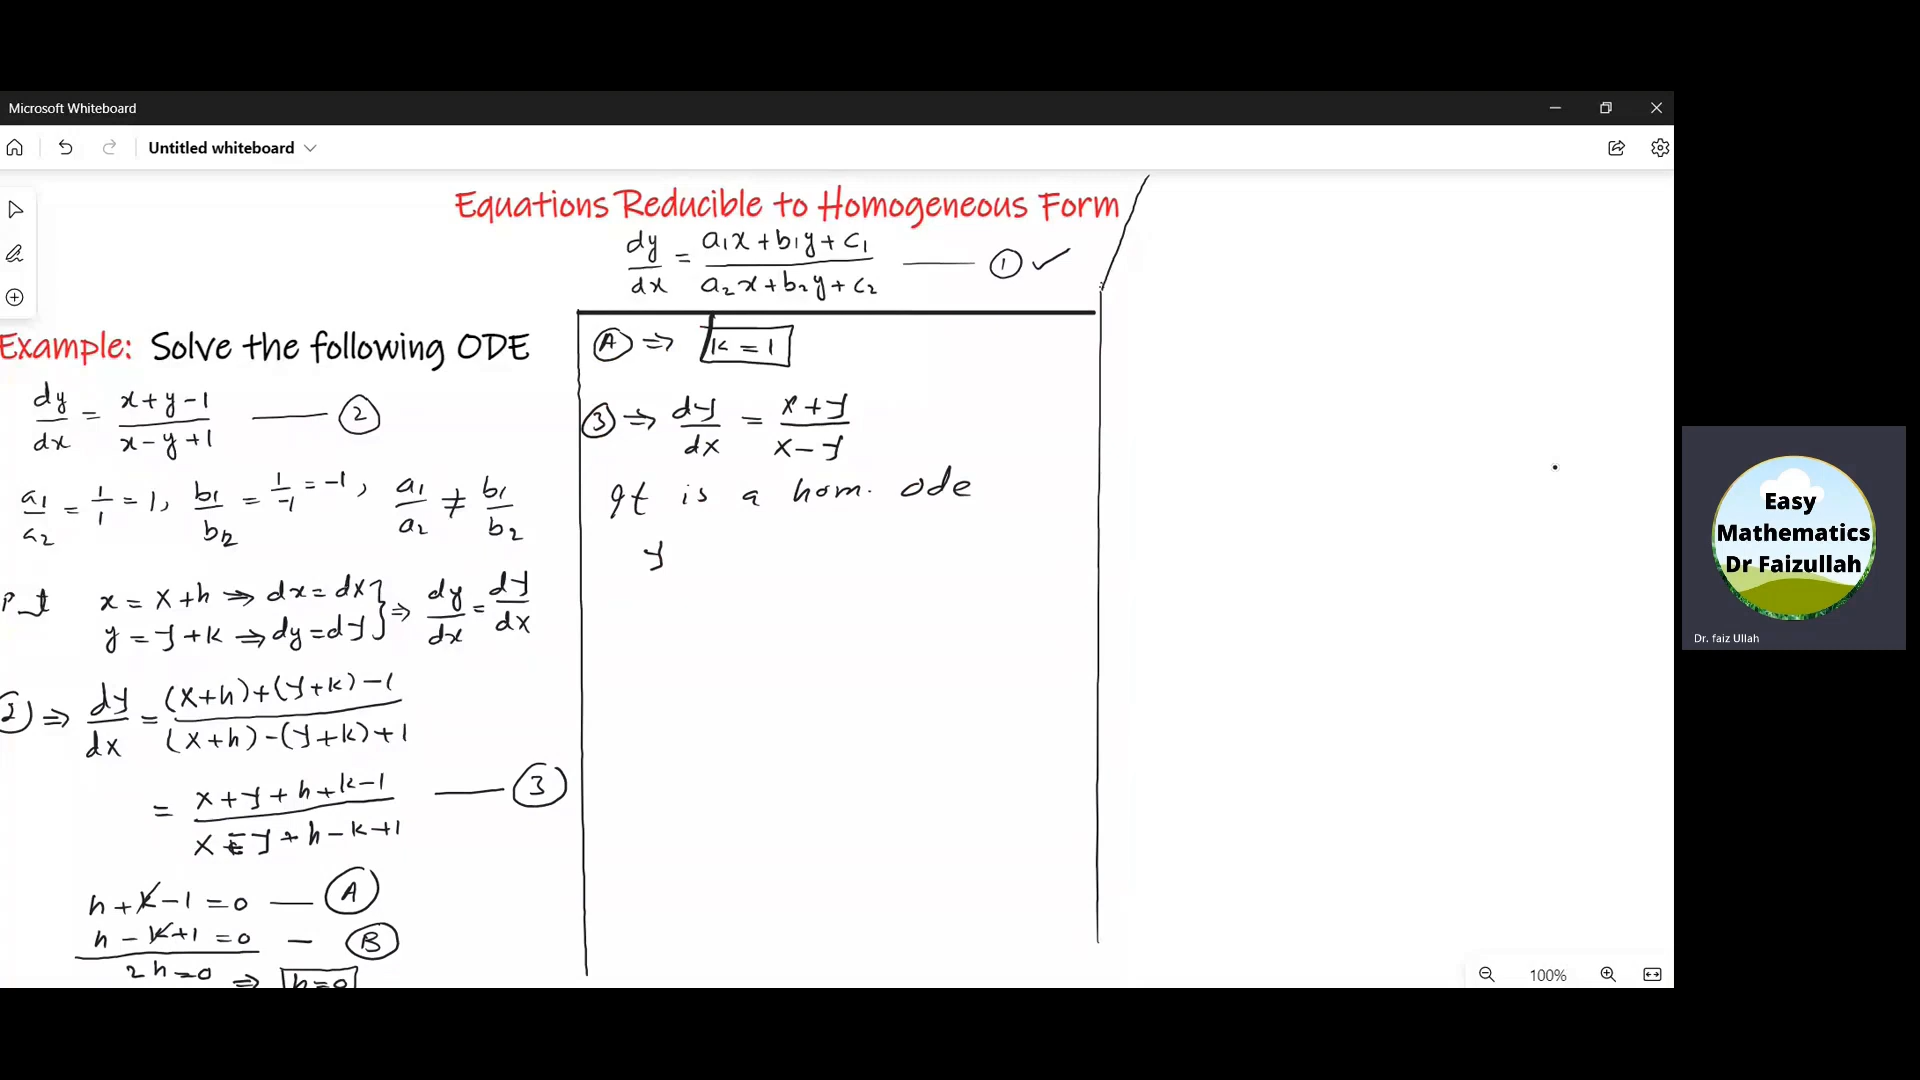 Microsoft Whiteboard
Untitled whiteboard
Equations Reducible to Homogeneous Form
dy/dx = a1x + b1y + c1 / a2x + b2y + c2 —— ① ✓
Example: Solve the following ODE
dy/dx = x + y - 1 / x - y + 1 —— ②
a1/a2 = 1/1 = 1, b1/b2 = 1/-1 = -1, a1/a2 ≠ b1/b2
Put x = X + h ⇒ dx = dX
y = Y + k ⇒ dy = dY } ⇒ dy/dx = dY/dX
② ⇒ dY/dX = (X+h)+(Y+k)-1 / (X+h)-(Y+k)+1
= X + Y + h + k - 1 / X - Y + h - k + 1 —— ③
h + k - 1 = 0 — Ⓐ
h - k + 1 = 0 — Ⓑ
2h = 0 ⇒ h = 0
Ⓐ ⇒ k = 1
③ ⇒ dY/dX = X + Y / X - Y
It is a hom. ode
Y
Easy
Mathematics
Dr Faizullah
Dr. faiz Ullah
100%